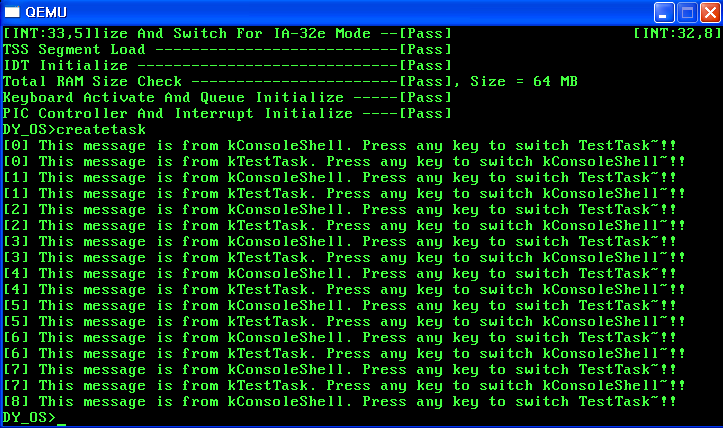 QEMU
[INT:33,5]lize And Switch For IA-32e Mode --[Pass] [INT:32,8]
TSS Segment Load ---------------------------[Pass]
IDT Initialize -----------------------------[Pass]
Total RAM Size Check -----------------------[Pass], Size = 64 MB
Keyboard Activate And Queue Initialize -----[Pass]
PIC Controller And Interrupt Initialize ----[Pass]
DY_OS>createtask
[0] This message is from kConsoleShell. Press any key to switch TestTask~!!
[0] This message is from kTestTask. Press any key to switch kConsoleShell~!!
[1] This message is from kConsoleShell. Press any key to switch TestTask~!!
[1] This message is from kTestTask. Press any key to switch kConsoleShell~!!
[2] This message is from kConsoleShell. Press any key to switch TestTask~!!
[2] This message is from kTestTask. Press any key to switch kConsoleShell~!!
[3] This message is from kConsoleShell. Press any key to switch TestTask~!!
[3] This message is from kTestTask. Press any key to switch kConsoleShell~!!
[4] This message is from kConsoleShell. Press any key to switch TestTask~!!
[4] This message is from kTestTask. Press any key to switch kConsoleShell~!!
[5] This message is from kConsoleShell. Press any key to switch TestTask~!!
[5] This message is from kTestTask. Press any key to switch kConsoleShell~!!
[6] This message is from kConsoleShell. Press any key to switch TestTask~!!
[6] This message is from kTestTask. Press any key to switch kConsoleShell~!!
[7] This message is from kConsoleShell. Press any key to switch TestTask~!!
[7] This message is from kTestTask. Press any key to switch kConsoleShell~!!
[8] This message is from kConsoleShell. Press any key to switch TestTask~!!
DY_OS>_